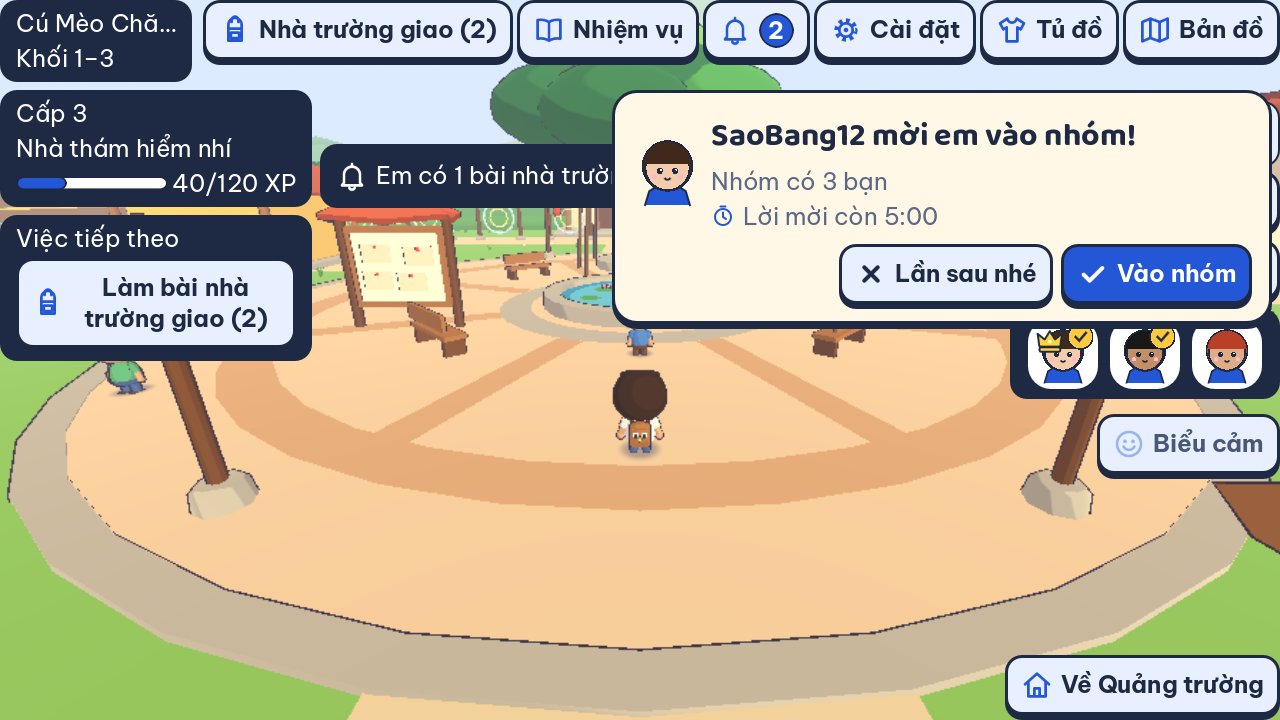 Cú Mèo Chă...
Khối 1–3
Nhà trường giao (2)
Nhiệm vụ
2
Cài đặt
Tủ đồ
Bản đồ
Cấp 3
Nhà thám hiểm nhí
40/120 XP
Việc tiếp theo
Làm bài nhà
trường giao (2)
Em có 1 bài nhà
SaoBang12 mời em vào nhóm!
Nhóm có 3 bạn
Lời mời còn 5:00
Lần sau nhé
Vào nhóm
Biểu cảm
Về Quảng trường